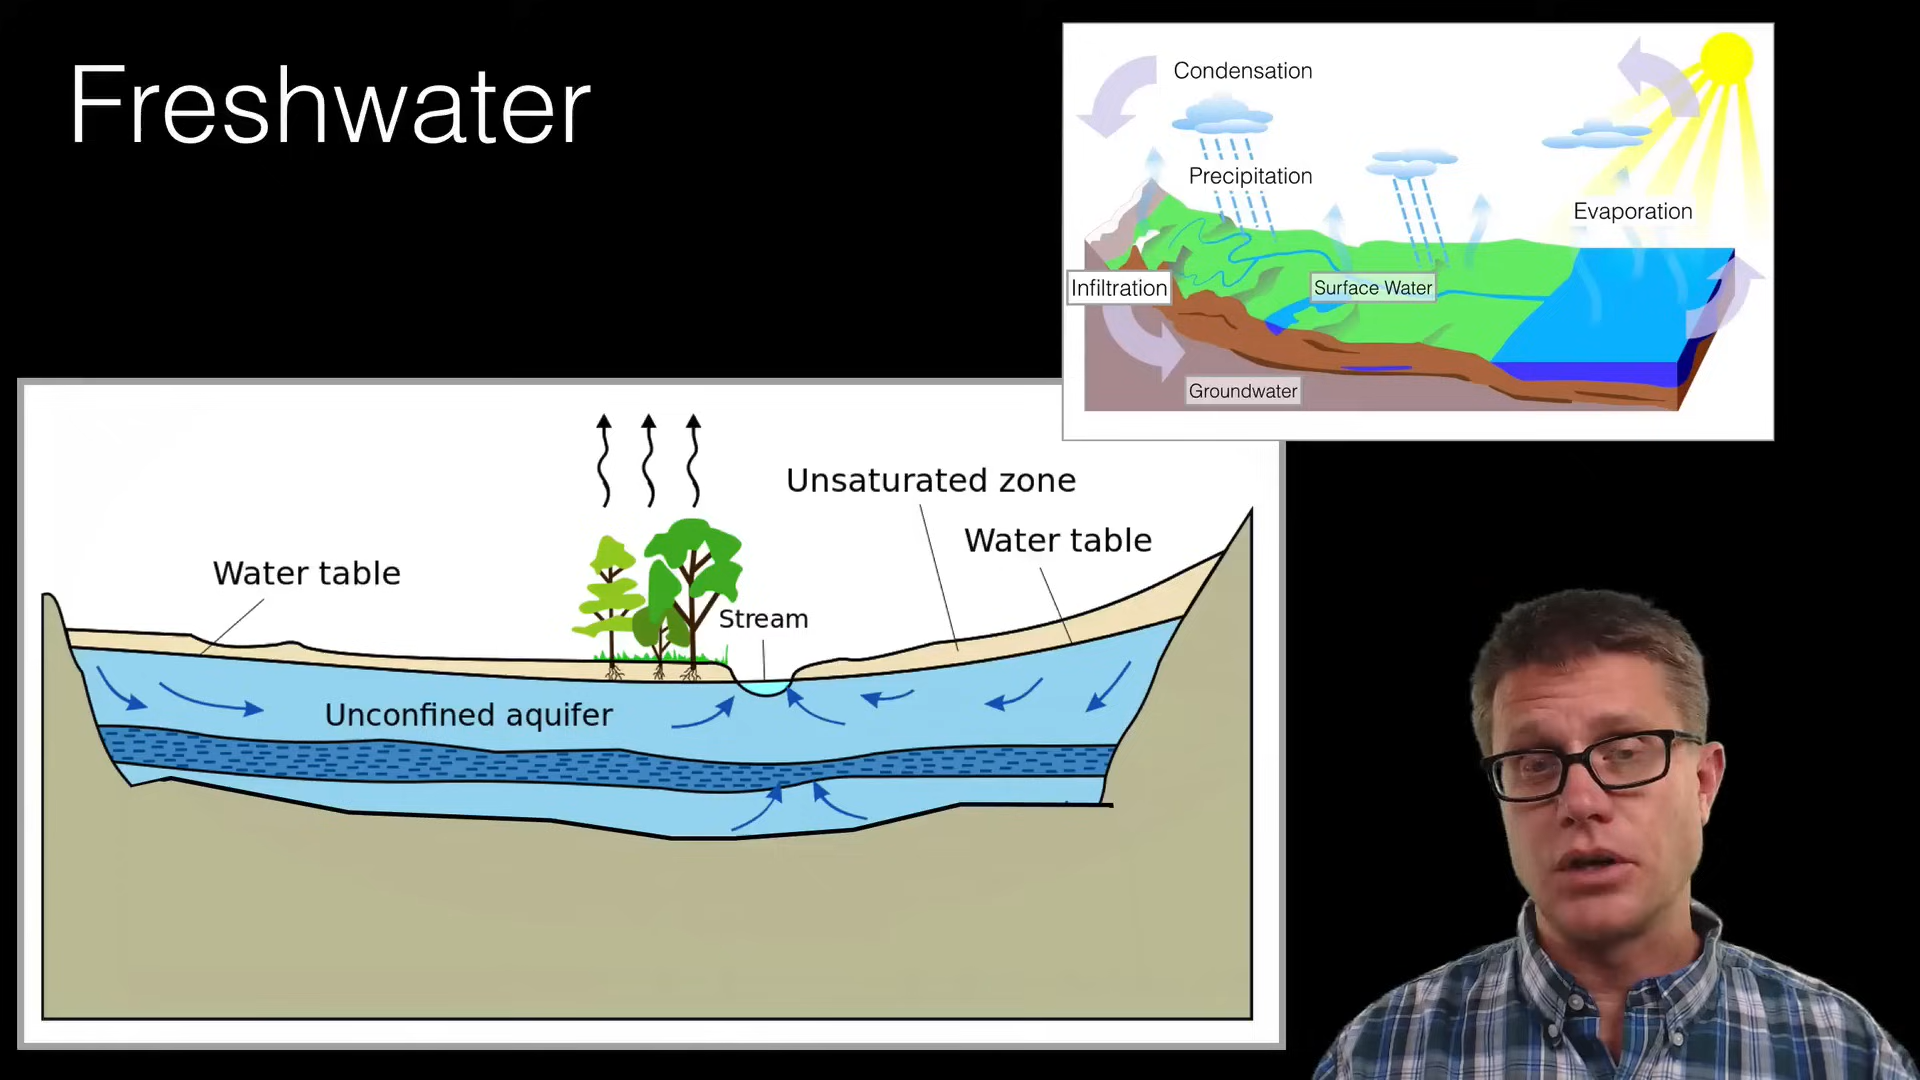 Freshwater
Condensation
Precipitation
Evaporation
Infiltration
Surface Water
Groundwater
Unsaturated zone
Water table
Water table
Stream
Unconfined aquifer